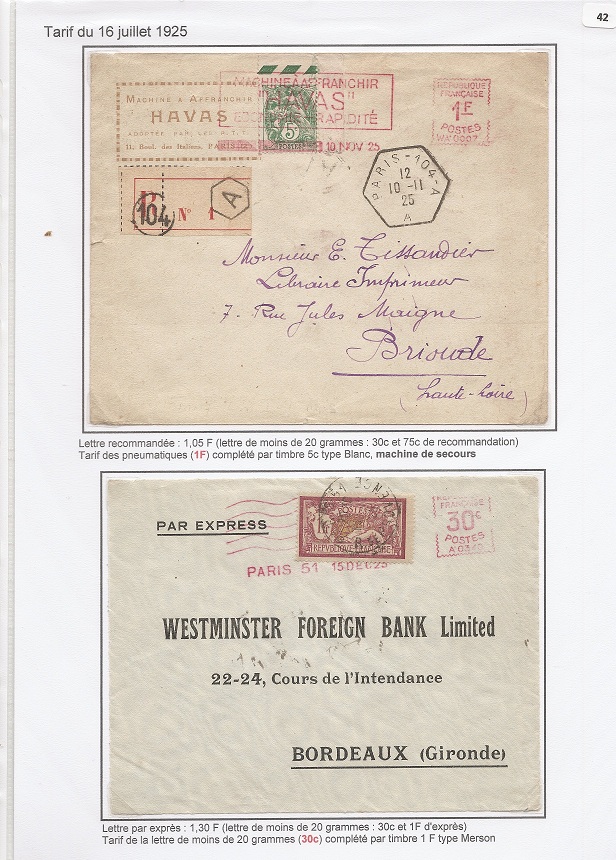 42
Tarif du 16 juillet 1925
MACHINE À AFFRANCHIR
"HAVAS"
RAPIDITÉ
10 NOV 25
RÉPUBLIQUE
FRANÇAISE
1F
POSTES
MACHINE À AFFRANCHIR
HAVAS
ADOPTÉE PAR LES P.T.T.
11, Boul. des Italiens,
5
POSTES
R
104
N° 1
A
PARIS-104-A
12
10-11
25
A
Monsieur E. Tissandier
Libraire Imprimeur
7. Rue Jules Maigne
Brioude
(Haute-Loire)
Lettre recommandée : 1,05 F (lettre de moins de 20 grammes : 30c et 75c de recommandation)
Tarif des pneumatiques (1F) complété par timbre 5c type Blanc, machine de secours
PAR EXPRESS
POSTES
REPUBLIQUE FRANÇAISE
RÉPUBLIQUE
FRANÇAISE
30c
POSTES
PARIS 51 15 DEC 25
WESTMINSTER FOREIGN BANK Limited
22-24, Cours de l'Intendance
BORDEAUX (Gironde)
Lettre par exprès : 1,30 F (lettre de moins de 20 grammes : 30c et 1F d'exprès)
Tarif de la lettre de moins de 20 grammes (30c) complété par timbre 1 F type Merson